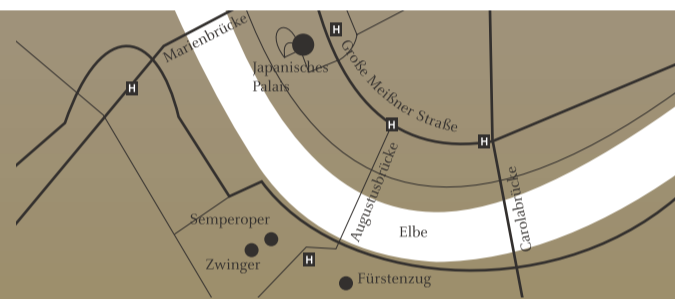 Marienbrücke
H
H
Japanisches
Palais
Große Meißner Straße
H
H
Augustusbrücke
Carolabrücke
Semperoper
Elbe
Zwinger
H
Fürstenzug